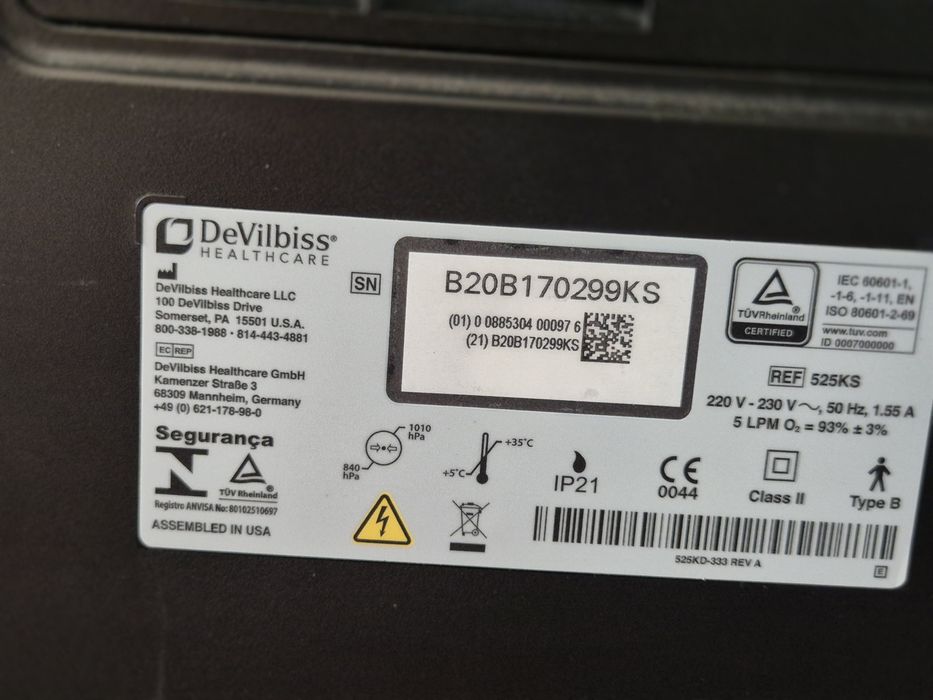 DeVilbiss®
HEALTHCARE
DeVilbiss Healthcare LLC
100 DeVilbiss Drive
Somerset, PA 15501 U.S.A.
800-338-1988 • 814-443-4881
EC REP
DeVilbiss Healthcare GmbH
Kamenzer Straße 3
68309 Mannheim, Germany
+49 (0) 621-178-98-0
Segurança
TÜVRheinland®
Registro ANVISA No: 80102510697
ASSEMBLED IN USA
SN
B20B170299KS
(01) 0 0885304 00097 6
(21) B20B170299KS
TÜVRheinland®
CERTIFIED
IEC 60601-1,
-1-6, -1-11, EN
ISO 80601-2-69
www.tuv.com
ID 0007000000
REF 525KS
220 V - 230 V~, 50 Hz, 1.55 A
5 LPM O₂ = 93% ± 3%
1010
hPa
840
hPa
+35°C
+5°C
IP21
CE
0044
Class II
Type B
525KD-333 REV A
E